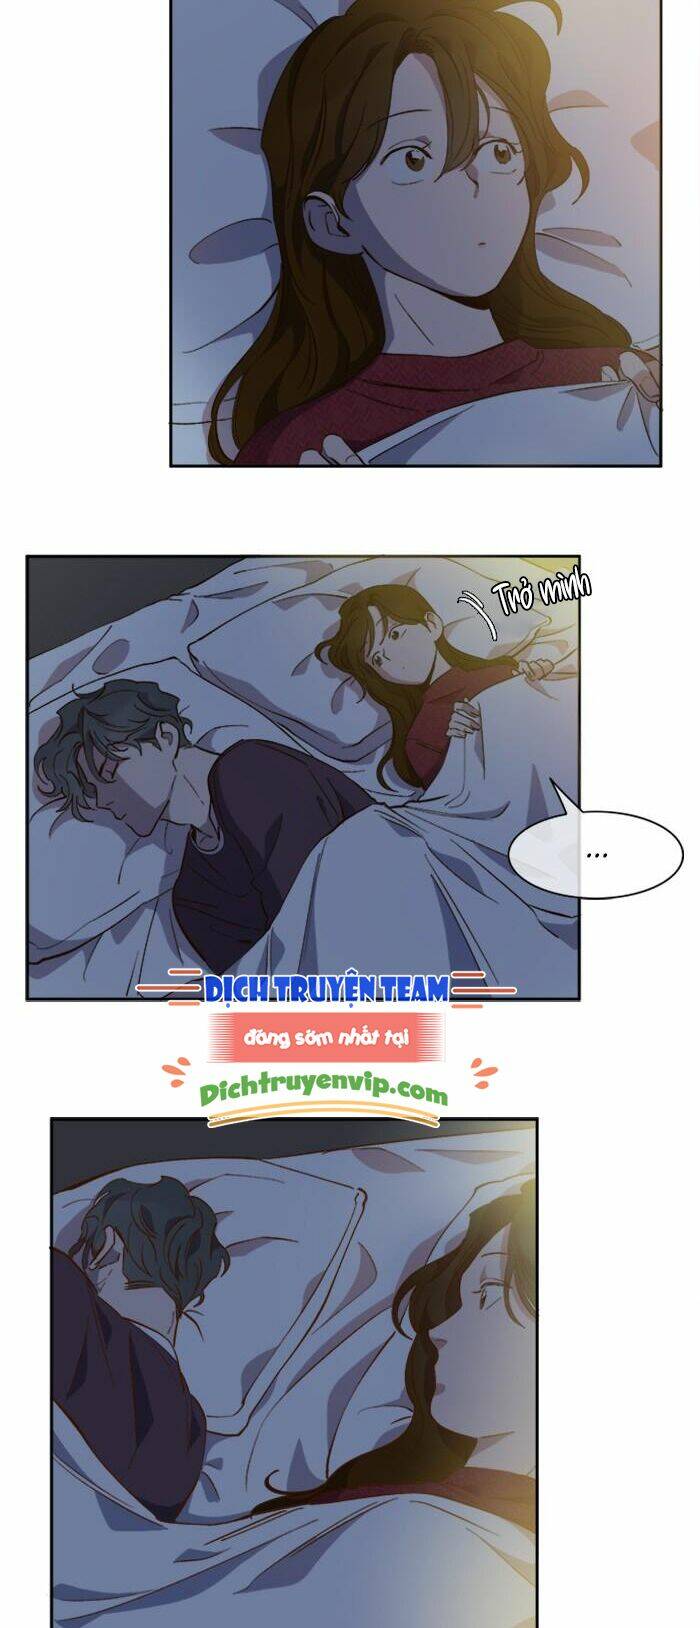 Trở mình
...
DỊCH TRUYỆN TEAM
đăng sớm nhất tại
Dichtruyenvip.com